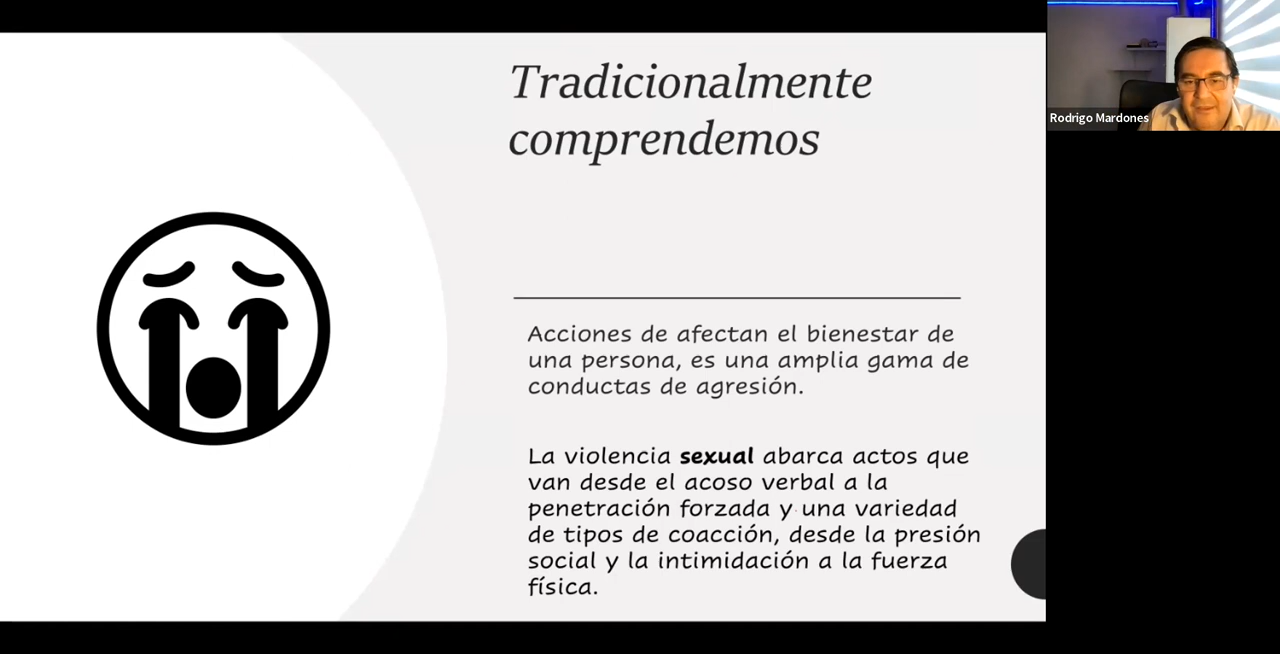 Tradicionalmente
comprendemos
Acciones de afectan el bienestar de
una persona, es una amplia gama de
conductas de agresión.
La violencia sexual abarca actos que
van desde el acoso verbal a la
penetración forzada y una variedad
de tipos de coacción, desde la presión
social y la intimidación a la fuerza
física.
Rodrigo Mardones